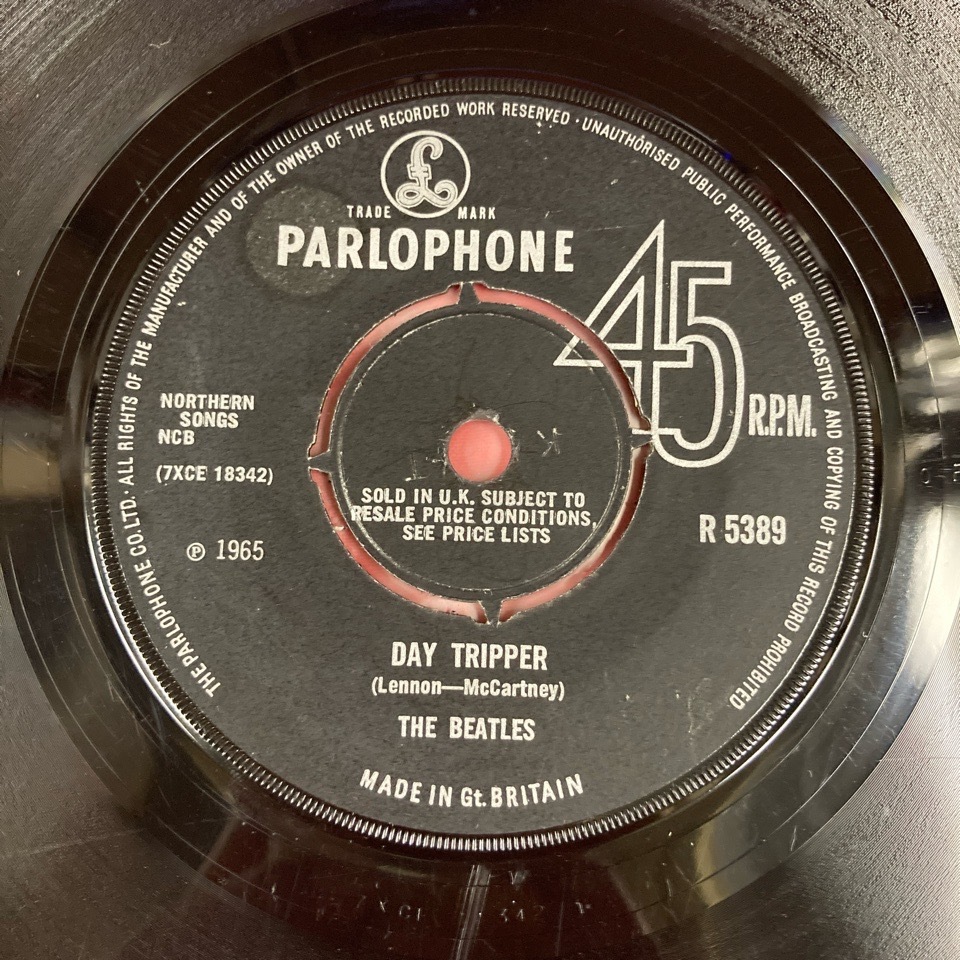 THE PARLOPHONE CO. LTD. · ALL RIGHTS OF THE MANUFACTURER AND OF THE OWNER OF THE RECORDED WORK RESERVED · UNAUTHORISED PUBLIC PERFORMANCE BROADCASTING AND COPYING OF THIS RECORD PROHIBITED
£
TRADE MARK
PARLOPHONE
45 R.P.M.
NORTHERN
SONGS
NCB
(7XCE 18342)
℗ 1965
SOLD IN U.K. SUBJECT TO
RESALE PRICE CONDITIONS,
SEE PRICE LISTS
R 5389
DAY TRIPPER
(Lennon—McCartney)
THE BEATLES
MADE IN Gt. BRITAIN